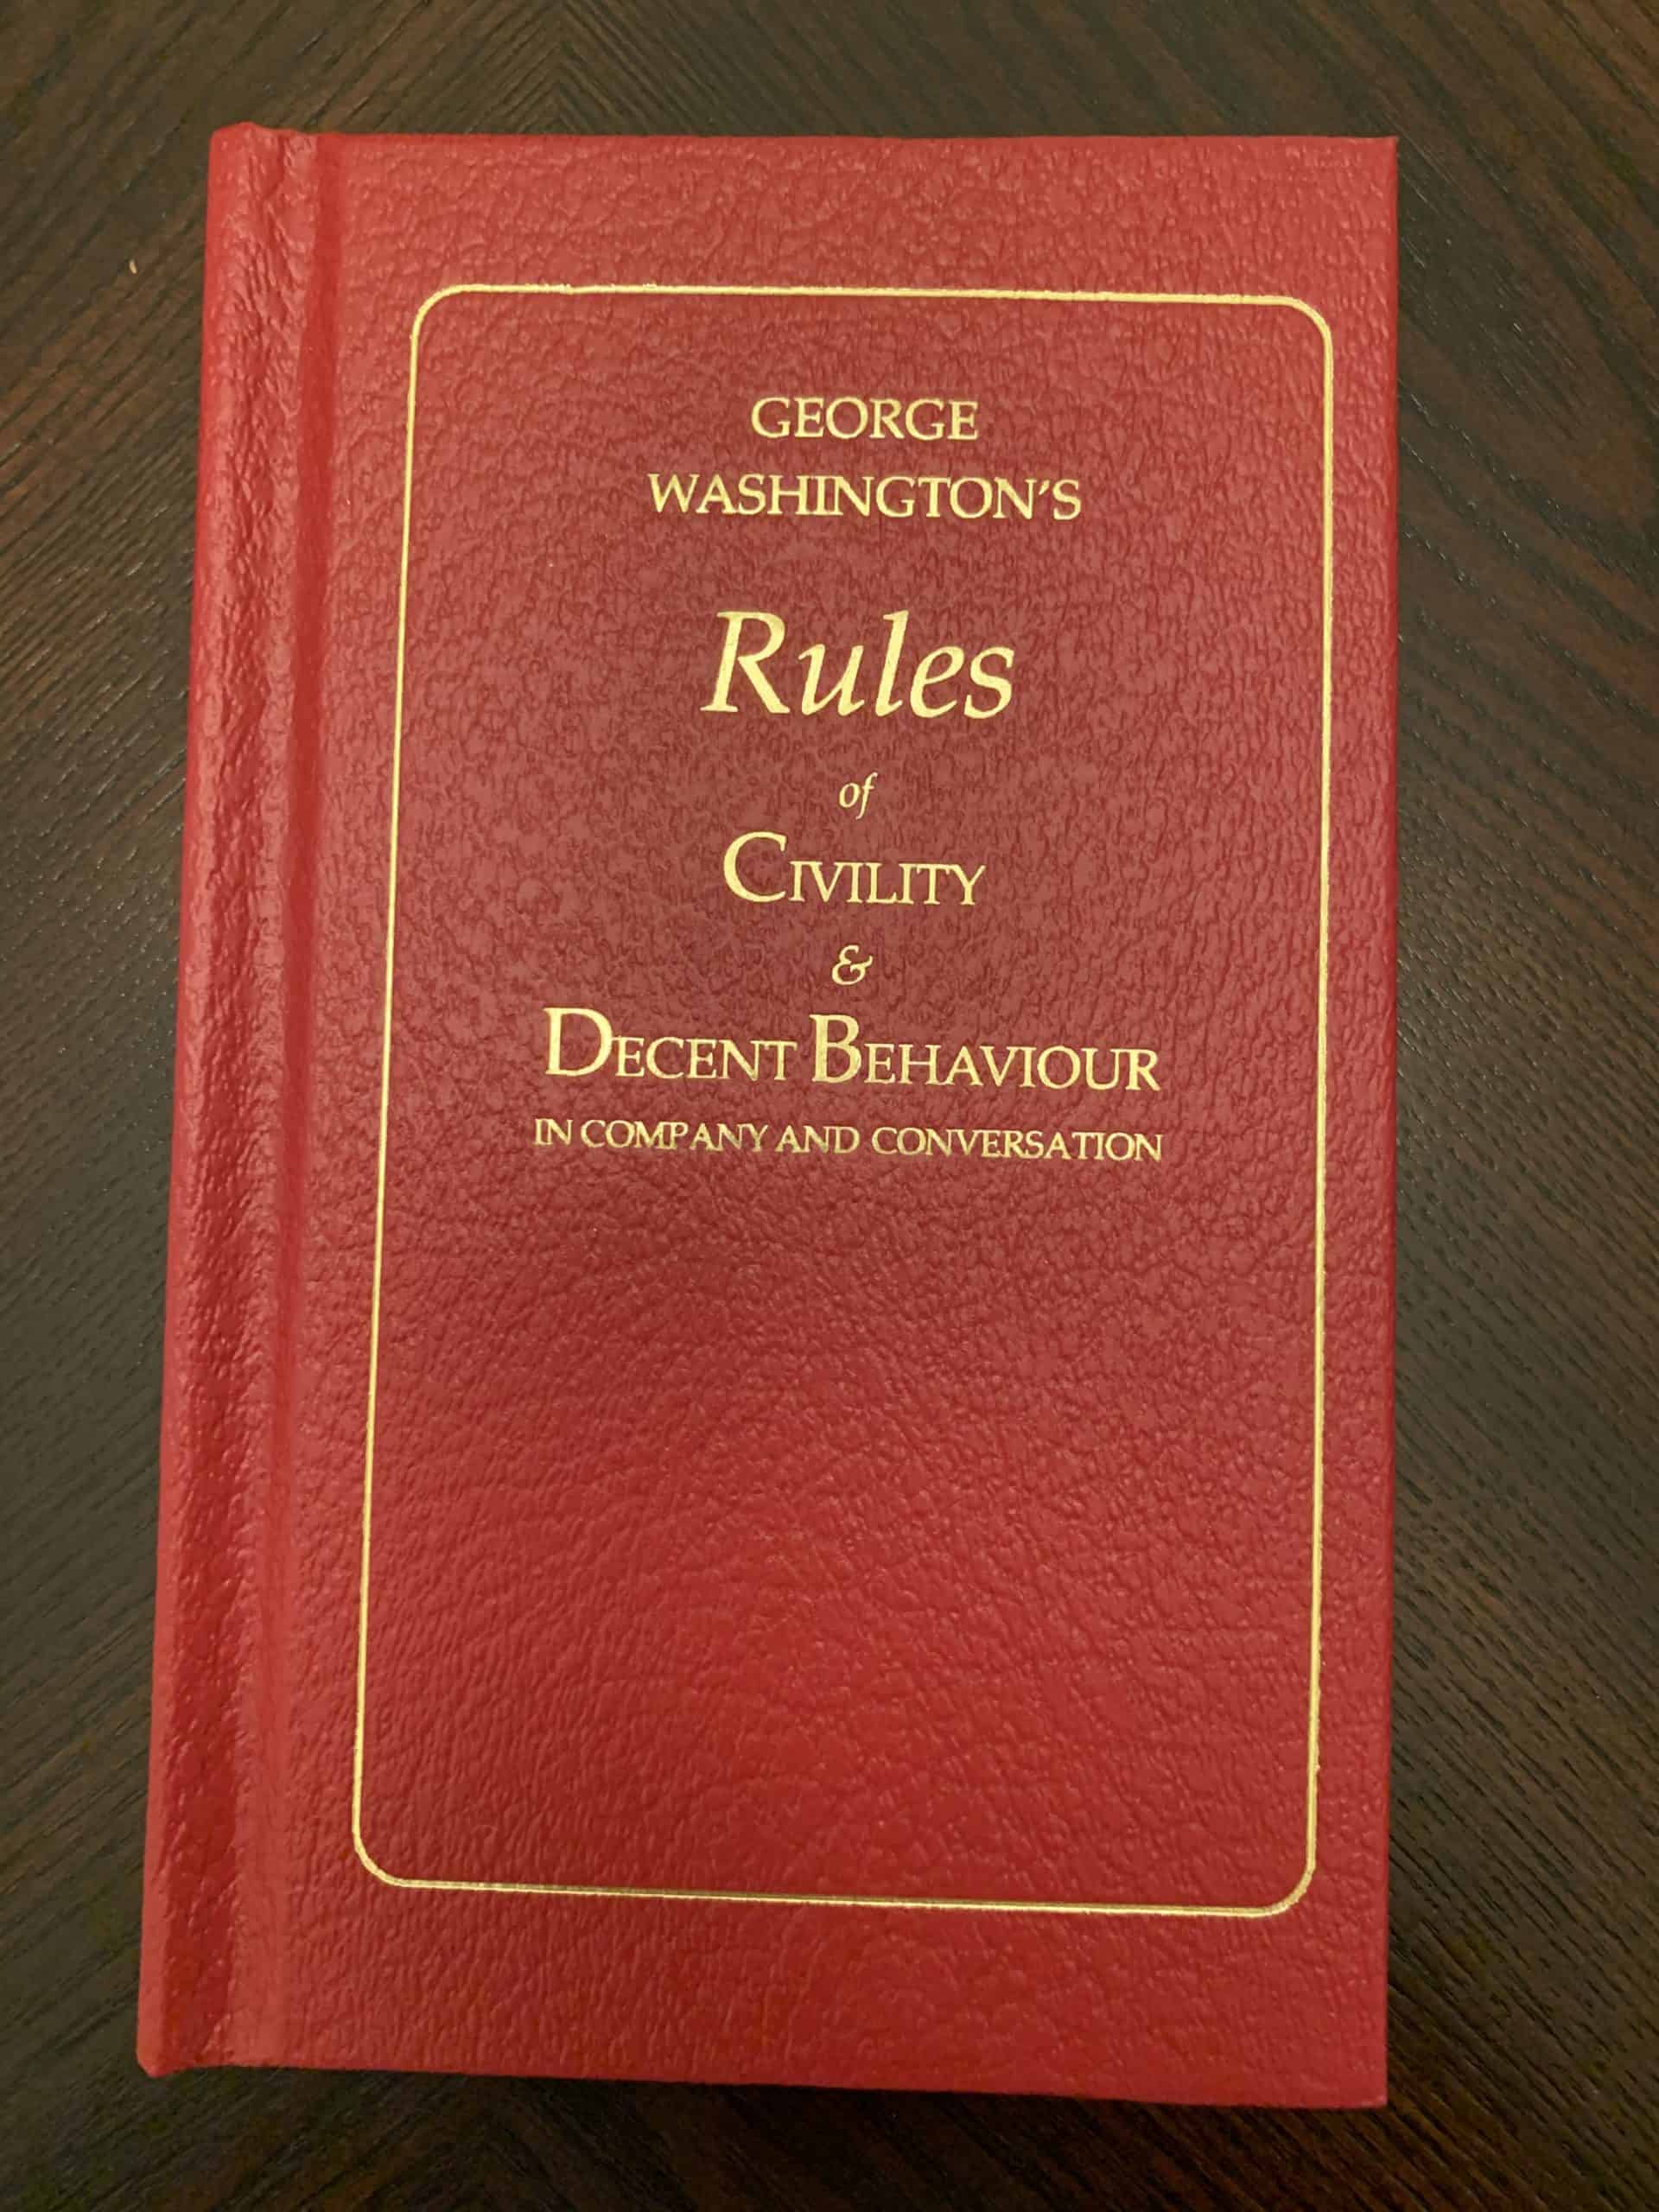 GEORGE
WASHINGTON'S
Rules
of
CIVILITY
&
DECENT BEHAVIOUR
IN COMPANY AND CONVERSATION